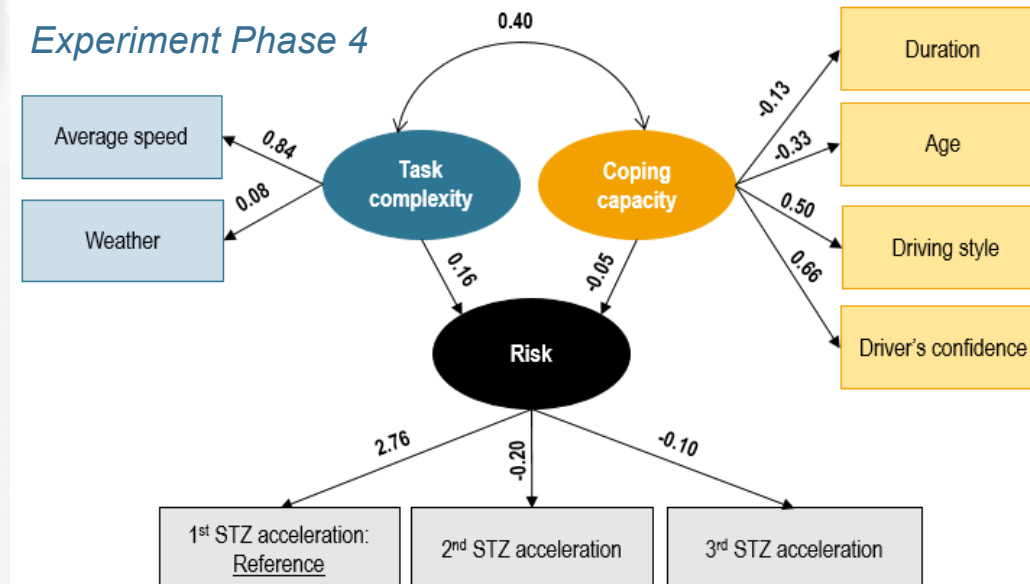 Experiment Phase 4
0.40
Duration
-0.13
Average speed
0.84
Task
complexity
Coping
capacity
-0.33
Age
0.08
Weather
0.50
Driving style
0.16
-0.05
0.66
Risk
Driver's confidence
2.76
-0.20
-0.10
1st STZ acceleration:
Reference
2nd STZ acceleration
3rd STZ acceleration